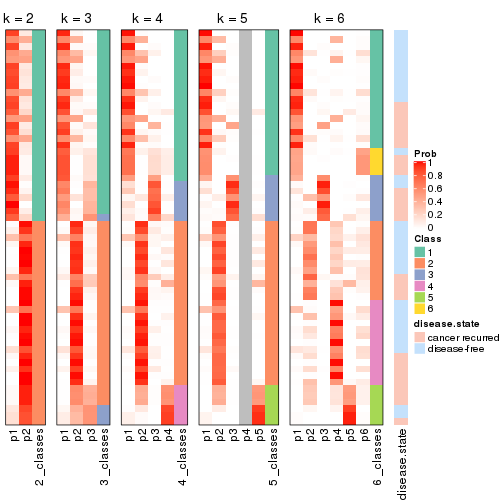 k = 2
k = 3
k = 4
k = 5
k = 6
Prob
1
0.8
0.6
0.4
0.2
0
Class
1
2
3
4
5
6
disease.state
cancer recurred
disease-free
p1
p2
2_classes
p1
p2
p3
3_classes
p1
p2
p3
p4
4_classes
p1
p2
p3
p4
p5
5_classes
p1
p2
p3
p4
p5
p6
6_classes
disease.state